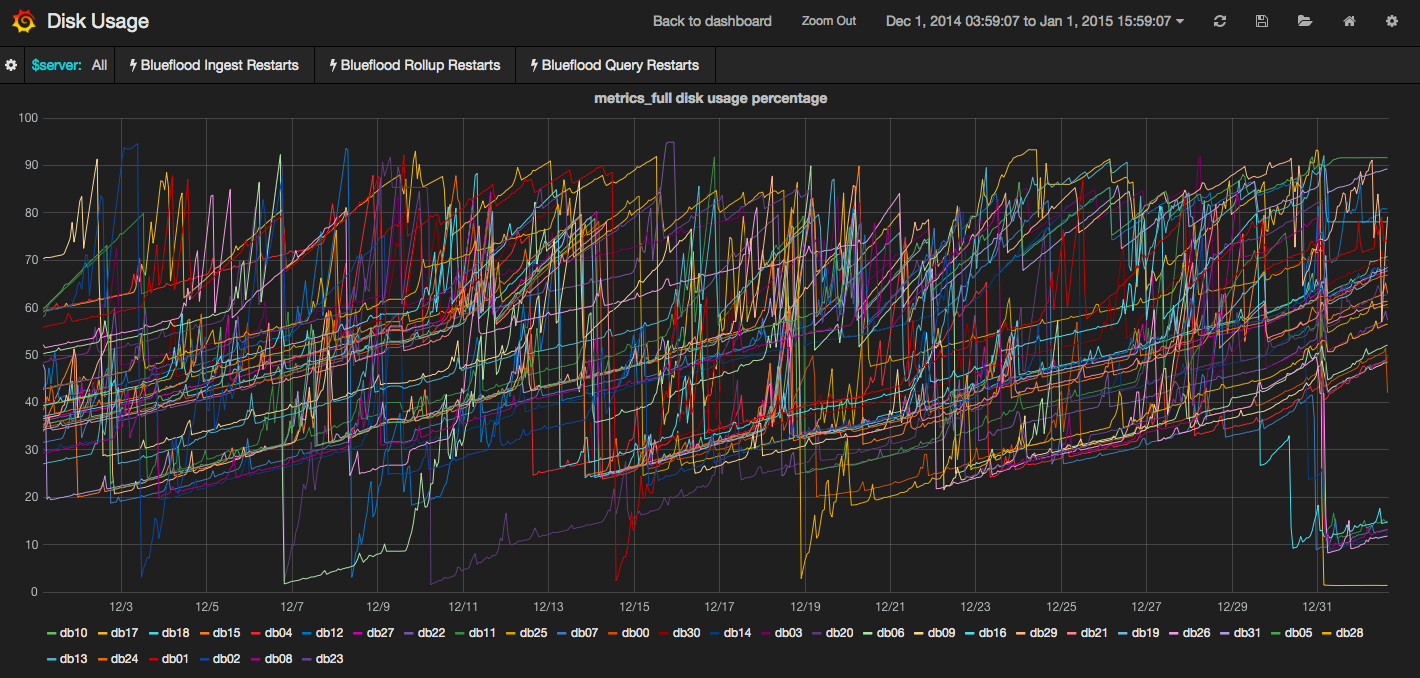 Disk Usage Back to dashboard Zoom Out Dec 1, 2014 03:59:07 to Jan 1, 2015 15:59:07
$server: All Blueflood Ingest Restarts Blueflood Rollup Restarts Blueflood Query Restarts
metrics_full disk usage percentage
100
90
80
70
60
50
40
30
20
10
0
12/3 12/5 12/7 12/9 12/11 12/13 12/15 12/17 12/19 12/21 12/23 12/25 12/27 12/29 12/31
db10 db17 db18 db15 db04 db12 db27 db22 db11 db25 db07 db00 db30 db14 db03 db20 db06 db09 db16 db29 db21 db19 db26 db31 db05 db28
db13 db24 db01 db02 db08 db23